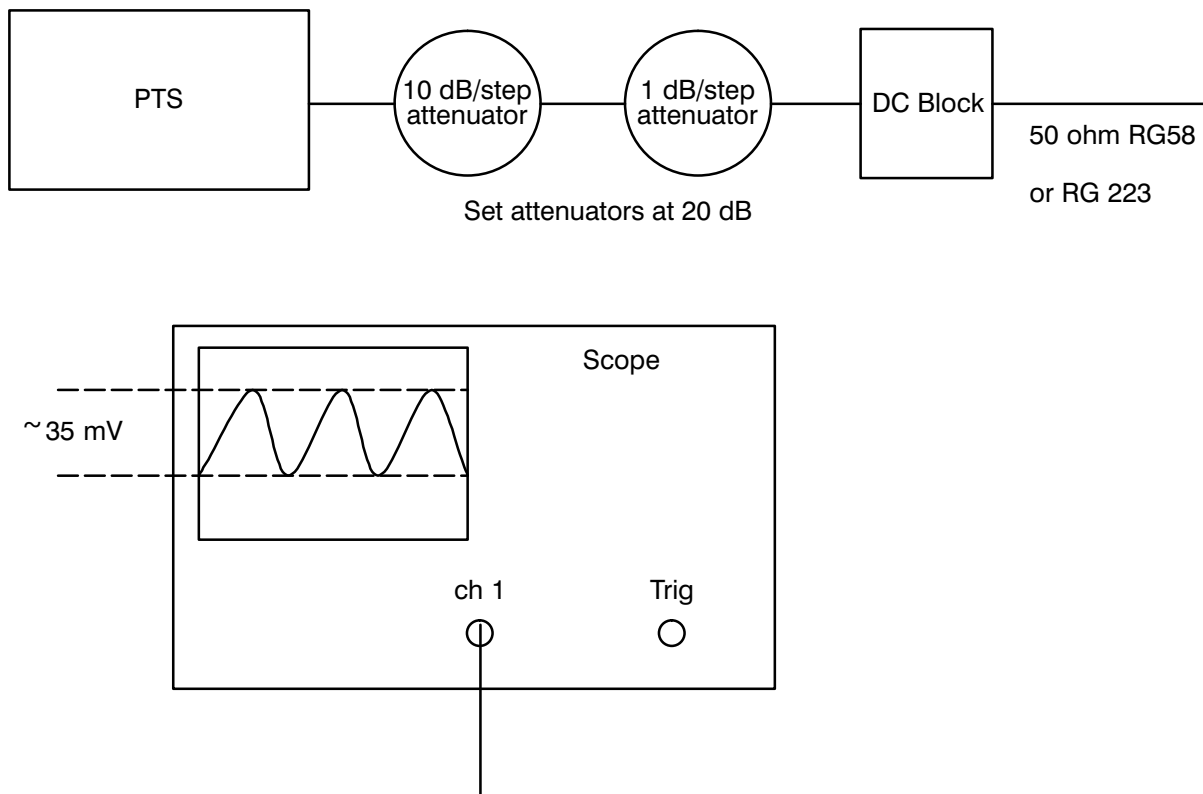 PTS
10 dB/step
attenuator
1 dB/step
attenuator
DC Block
50 ohm RG58
or RG 223
Set attenuators at 20 dB
Scope
~35 mV
ch 1
Trig